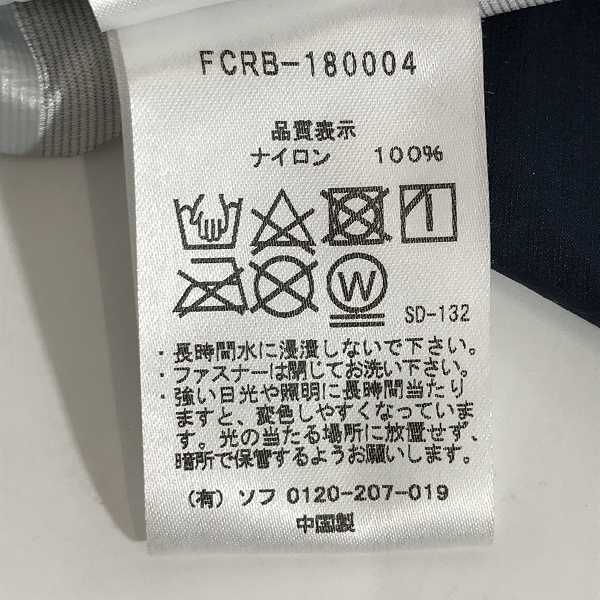 FCRB-180004
品質表示
ナイロン 100%
W
SD-132
・長時間水に浸漬しないで下さい。
・ファスナーは閉じてお洗い下さい。
・強い日光や照明に長時間当たり
ますと、変色しやすくなっていま
す。光の当たる場所に放置せず、
暗所で保管するようお願いします。
(有) ソフ 0120-207-019
中国製